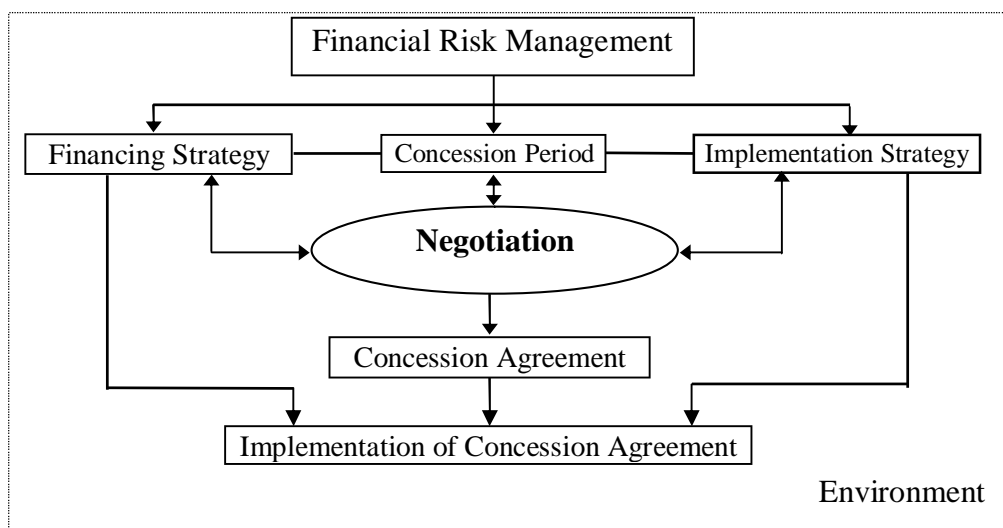 Financial Risk Management
Financing Strategy
Concession Period
Implementation Strategy
Negotiation
Concession Agreement
Implementation of Concession Agreement
Environment